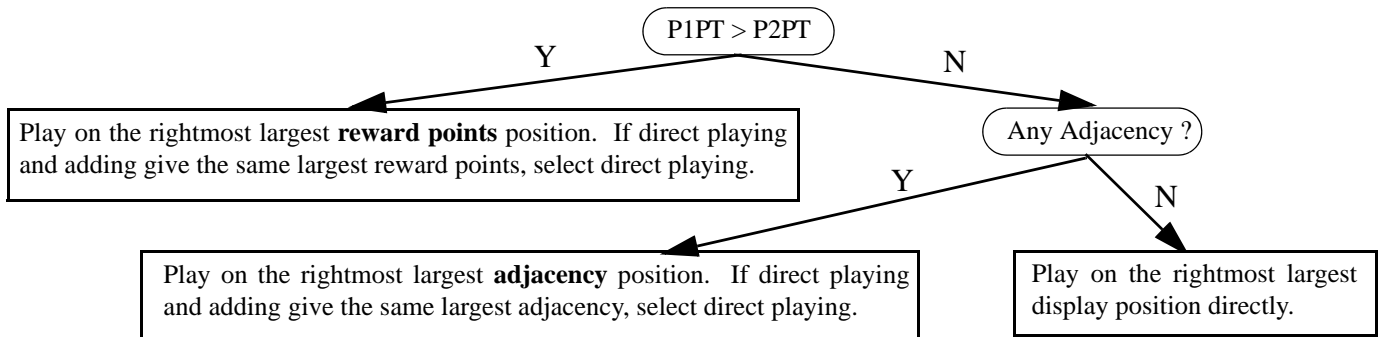 P1PT > P2PT
Y
N
Play on the rightmost largest reward points position. If direct playing
and adding give the same largest reward points, select direct playing.
Any Adjacency ?
Y
N
Play on the rightmost largest adjacency position. If direct playing
and adding give the same largest adjacency, select direct playing.
Play on the rightmost largest
display position directly.